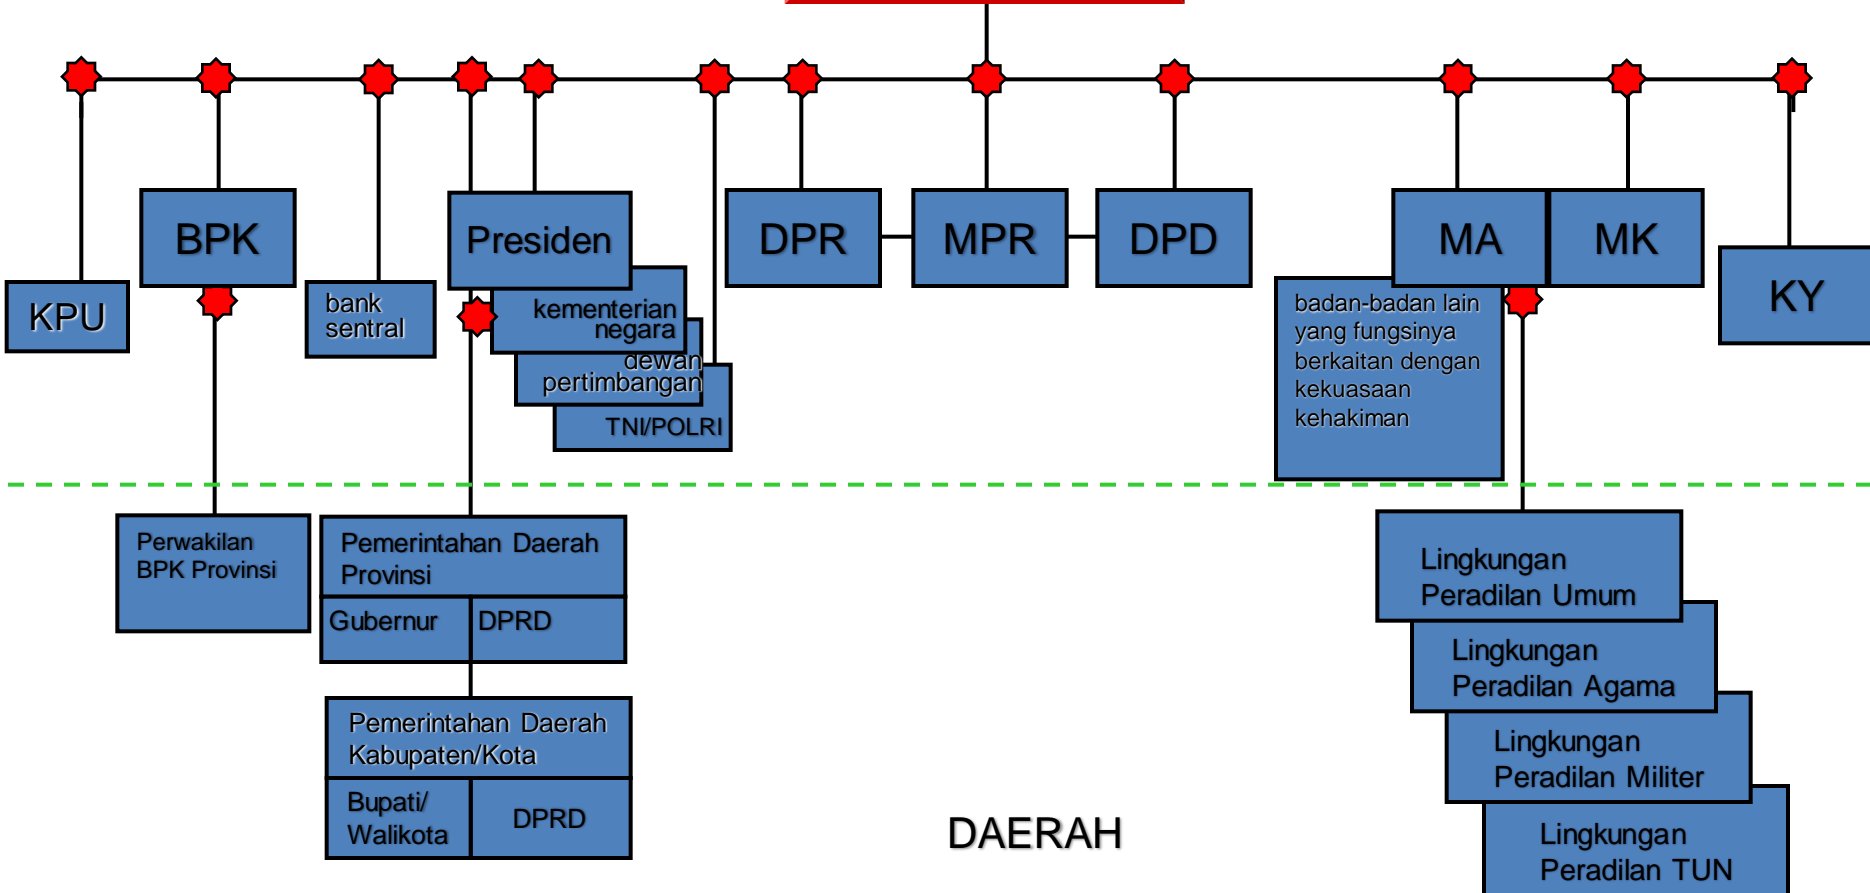 BPK
Presiden
DPR
MPR
DPD
MA
MK
KY
KPU
bank
sentral
kementerian
negara
dewan
pertimbangan
TNI/POLRI
badan-badan lain
yang fungsinya
berkaitan dengan
kekuasaan
kehakiman
Perwakilan
BPK Provinsi
Pemerintahan Daerah
Provinsi
Gubernur
DPRD
Pemerintahan Daerah
Kabupaten/Kota
Bupati/
Walikota
DPRD
DAERAH
Lingkungan
Peradilan Umum
Lingkungan
Peradilan Agama
Lingkungan
Peradilan Militer
Lingkungan
Peradilan TUN